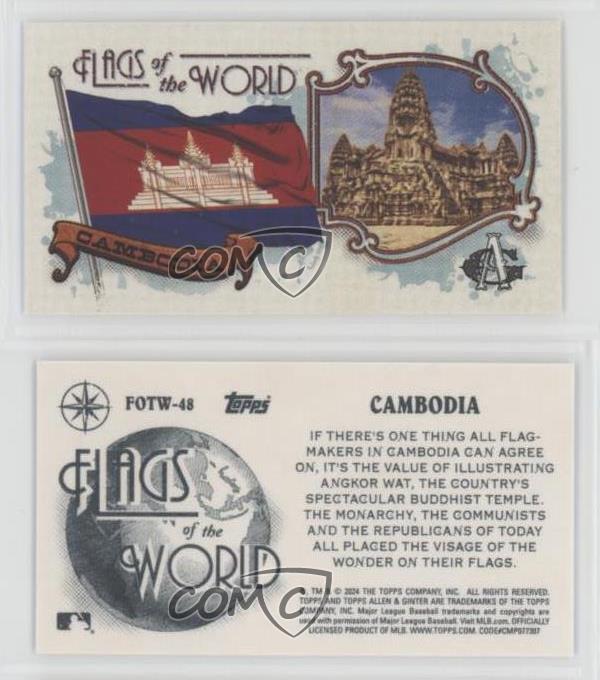 FLAGS of the WORLD
CAMBODIA
COMC
AG
FOTW-48
topps
CAMBODIA
FLAGS
of the
WORLD
IF THERE'S ONE THING ALL FLAG-
MAKERS IN CAMBODIA CAN AGREE
ON, IT'S THE VALUE OF ILLUSTRATING
ANGKOR WAT, THE COUNTRY'S
SPECTACULAR BUDDHIST TEMPLE.
THE MONARCHY, THE COMMUNISTS
AND THE REPUBLICANS OF TODAY
ALL PLACED THE VISAGE OF THE
WONDER ON THEIR FLAGS.
COMC
®, TM, © 2024 THE TOPPS COMPANY, INC. ALL RIGHTS RESERVED.
TOPPS AND TOPPS ALLEN & GINTER ARE TRADEMARKS OF THE TOPPS
COMPANY, INC. Major League Baseball trademarks and copyrights are
used with permission of Major League Baseball. Visit MLB.com. OFFICIALLY
LICENSED PRODUCT OF MLB. WWW.TOPPS.COM. CODE#CMP077307